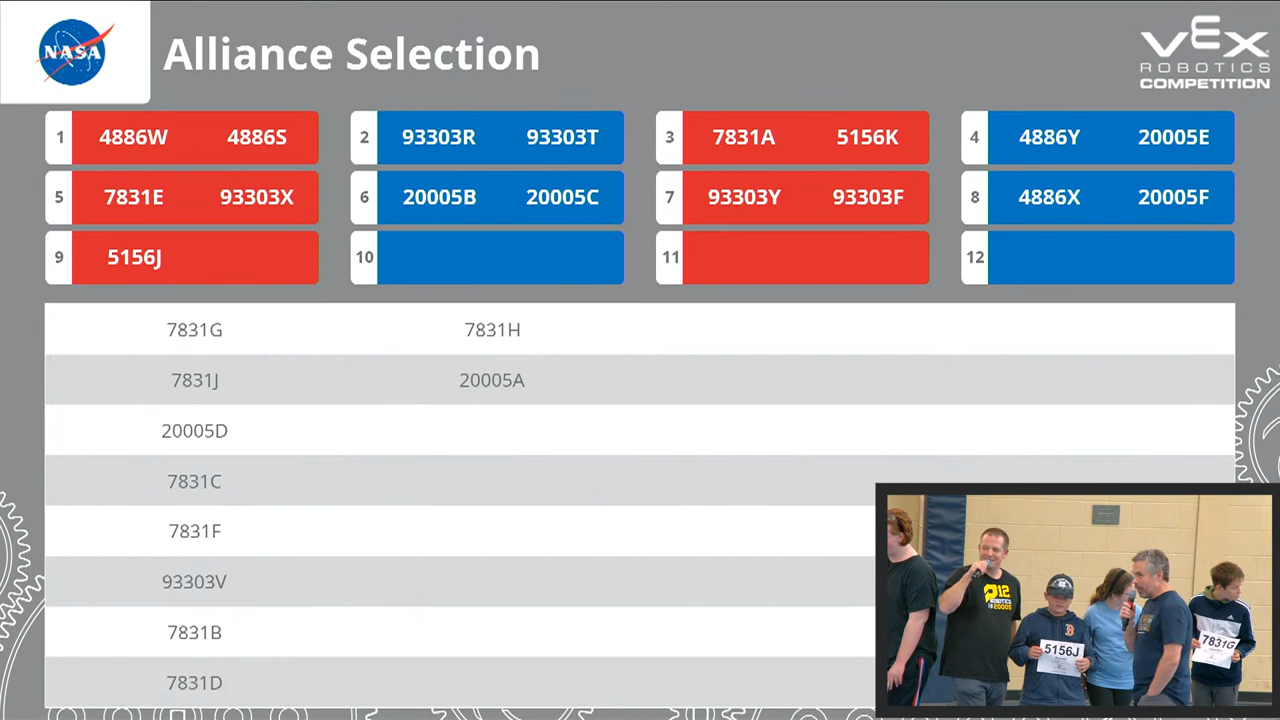 NASA
Alliance Selection
VEX
ROBOTICS
COMPETITION
1 4886W 4886S
2 93303R 93303T
3 7831A 5156K
4 4886Y 20005E
5 7831E 93303X
6 20005B 20005C
7 93303Y 93303F
8 4886X 20005F
9 5156J
10
11
12
7831G 7831H
7831J 20005A
20005D
7831C
7831F
93303V
7831B
7831D
P12
ROBOTICS
20005
B
5156J
7831G